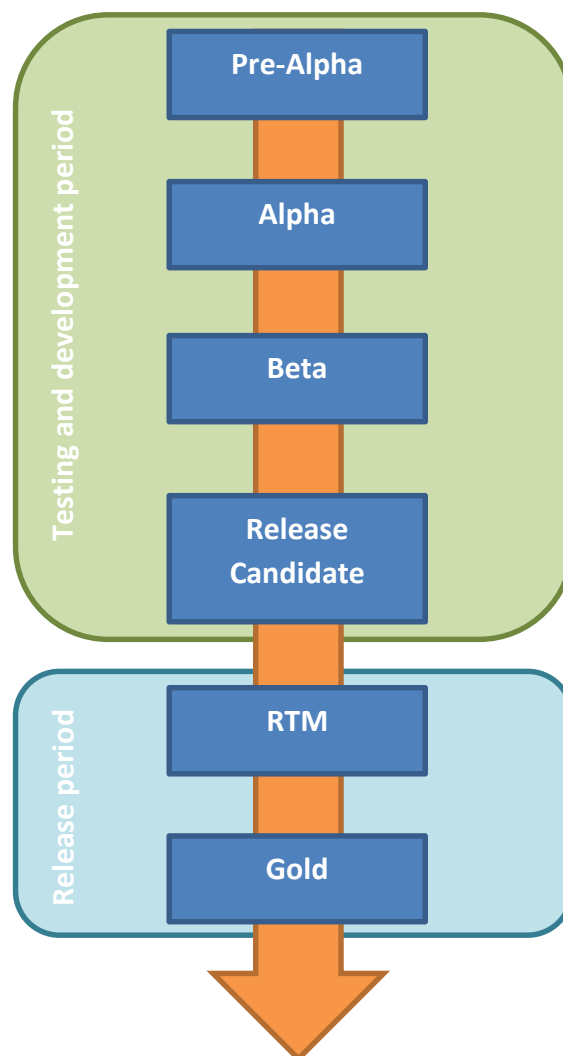 Testing and development period
Pre-Alpha
Alpha
Beta
Release
Candidate
Release period
RTM
Gold